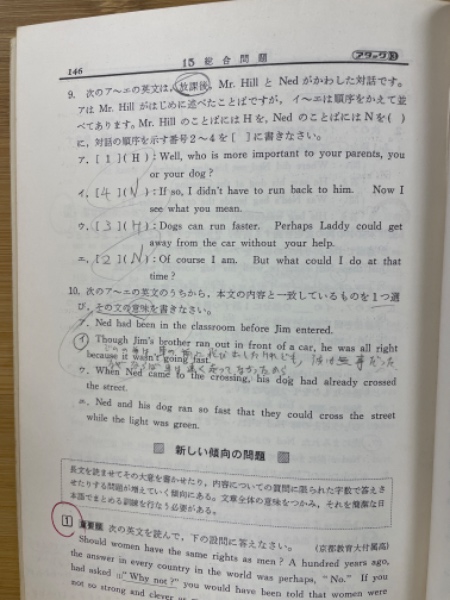 146
15 総合問題
アタック3
9. 次のア〜エの英文は、放課後、Mr. Hill と Ned がかわした対話です。
アは Mr. Hill がはじめに述べたことばですが、イ〜エは順序をかえて並
べてあります。Mr. Hill のことばには H を、Ned のことばには N を( )
に、対話の順序を示す番号2〜4を[ ]に書きなさい。
ア. [1](H): Well, who is more important to your parents, you
or your dog?
イ. [4](N): If so, I didn't have to run back to him. Now I
see what you mean.
ウ. [3](H): Dogs can run faster. Perhaps Laddy could get
away from the car without your help.
エ. [2](N): Of course I am. But what could I do at that
time?
10. 次のア〜エの文のうちから、本文の内容と一致しているものを1つ選
び、その文の意味を書きなさい。
ア. Ned had been in the classroom before Jim entered.
イ. Though Jim's brother ran out in front of a car, he was all right
because it wasn't going fast.
ウ. When Ned came to the crossing, his dog had already crossed
the street.
エ. Ned and his dog ran so fast that they could cross the street
while the light was green.
新しい傾向の問題
長文を読ませてその大意を書かせたり、内容についての質問に限られた字数で答えさ
せたりする問題が増えていく傾向にある。文章全体の意味をつかみ、それを簡潔な日
本語でまとめる訓練を行なう必要がある。
1 重要題 次の英文を読んで、下の設問に答えなさい。 (京都教育大付属高)
Should women have the same rights as men? A hundred years ago,
the answer in every country in the world was perhaps, "No." If you
had asked "Why not?" you would have been told that women were
not so strong and clever as